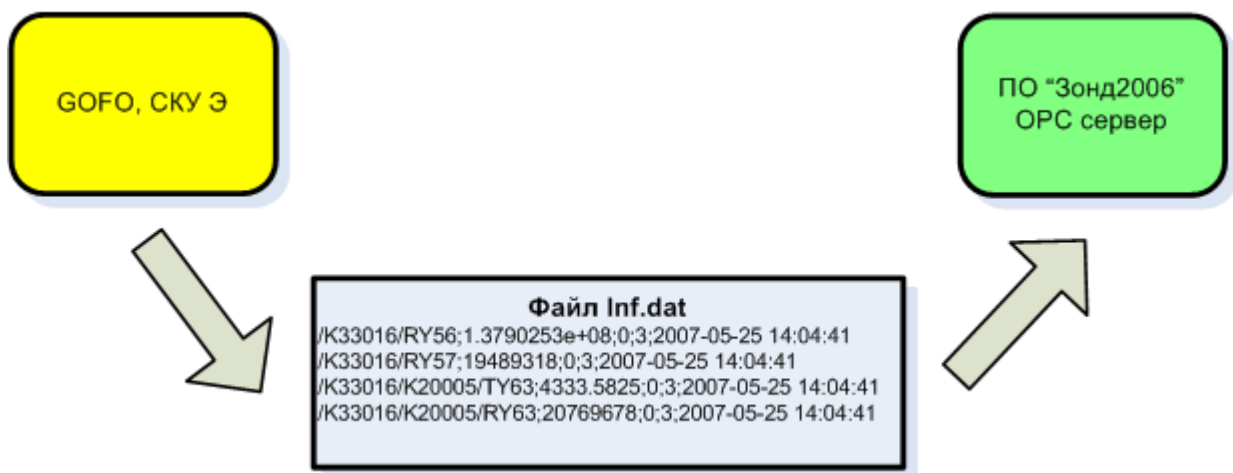 GOFO, СКУ Э
ПО “Зонд2006”
OPC сервер
Файл Inf.dat
/K33016/RY56;1.3790253e+08;0;3;2007-05-25 14:04:41
/K33016/RY57;19489318;0;3;2007-05-25 14:04:41
/K33016/K20005/TY63;4333.5825;0;3;2007-05-25 14:04:41
/K33016/K20005/RY63;20769678;0;3;2007-05-25 14:04:41